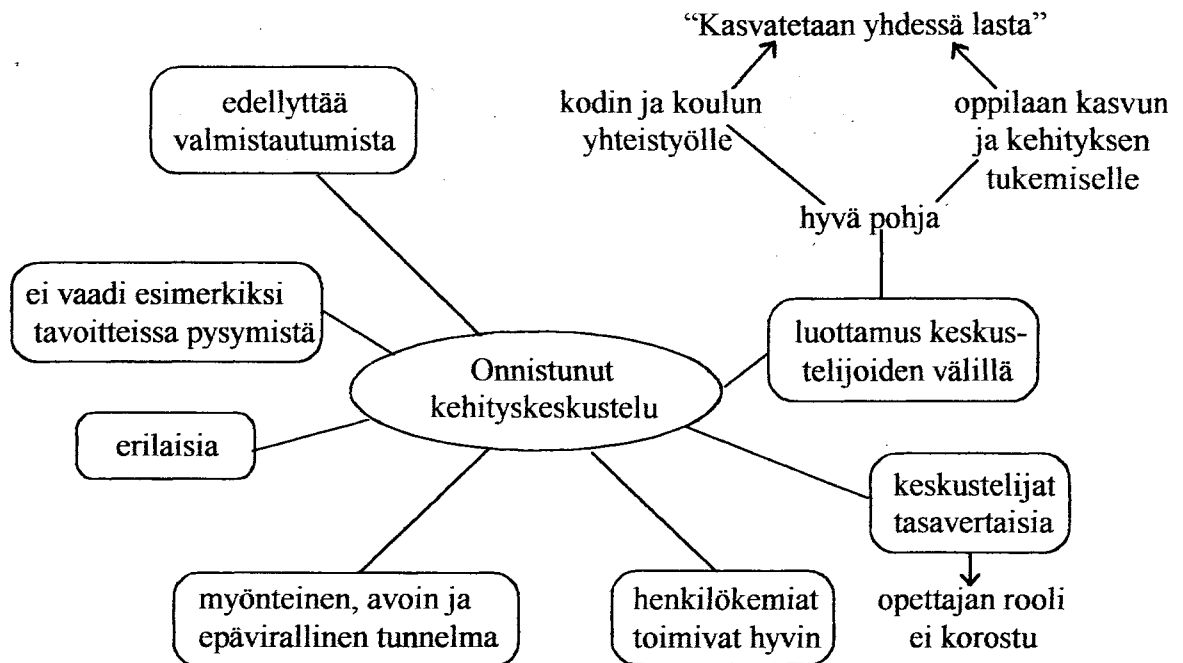 “Kasvatetaan yhdessä lasta”
edellyttää
valmistautumista
kodin ja koulun
yhteistyölle
oppilaan kasvun
ja kehityksen
tukemiselle
hyvä pohja
ei vaadi esimerkiksi
tavoitteissa pysymistä
luottamus keskus-
telijoiden välillä
Onnistunut
kehityskeskustelu
erilaisia
keskustelijat
tasavertaisia
myönteinen, avoin ja
epävirallinen tunnelma
henkilökemiat
toimivat hyvin
opettajan rooli
ei korostu